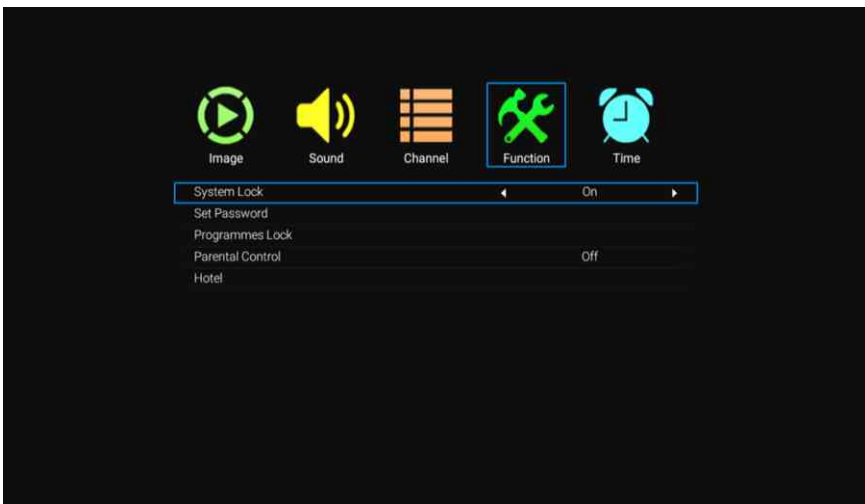 Image Sound Channel Function Time
System Lock On
Set Password
Programmes Lock
Parental Control Off
Hotel